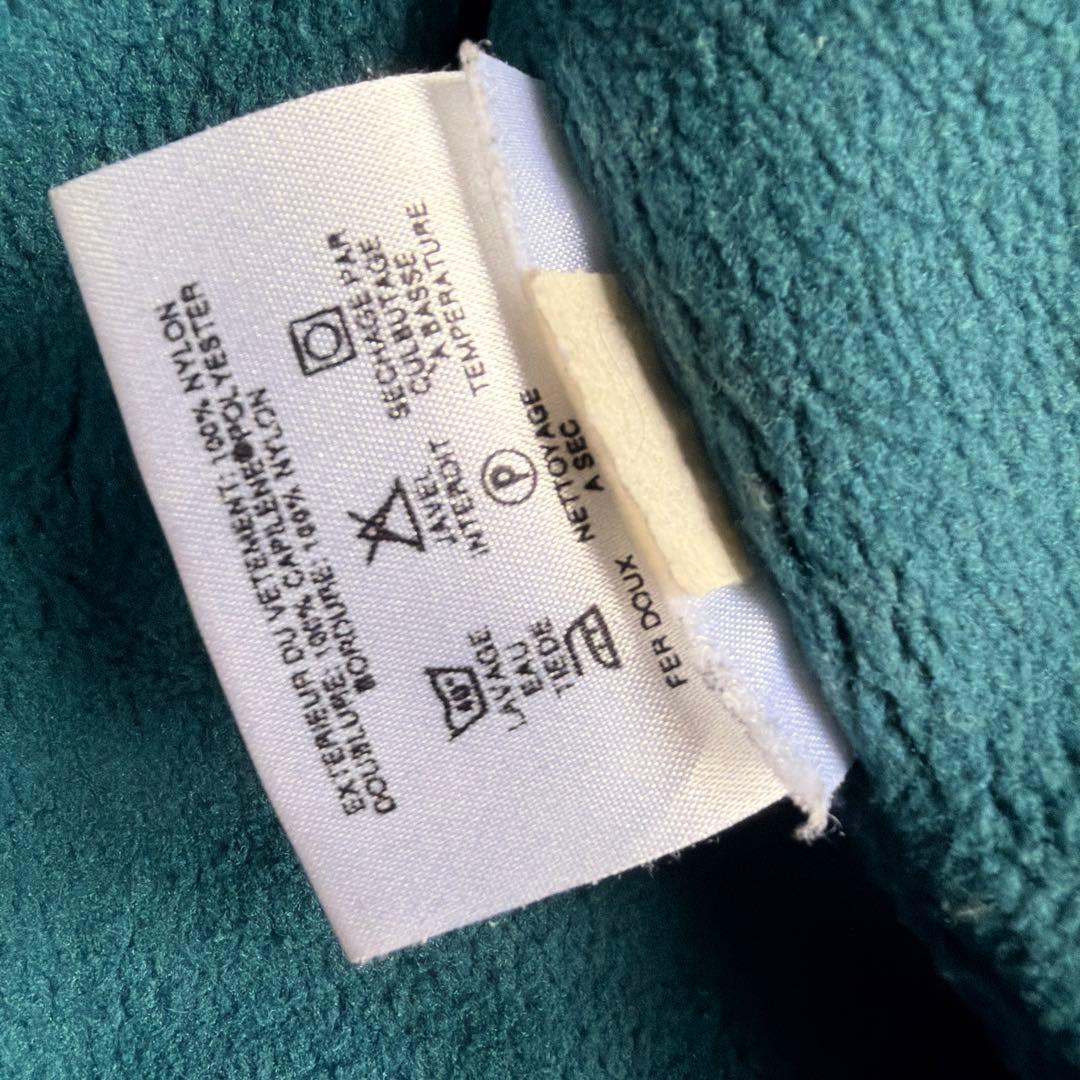 EXTERIEUR DU VETEMENT: 100% NYLON
DOUBLURE: 100% CAPILENE® POLYESTER
BORDURE: 100% NYLON
40°
LAVAGE
EAU
TIEDE
JAVEL
INTERDIT
SECHAGE PAR
CULBUTAGE
A BASSE
TEMPERATURE
FER DOUX
P
NETTOYAGE
A SEC